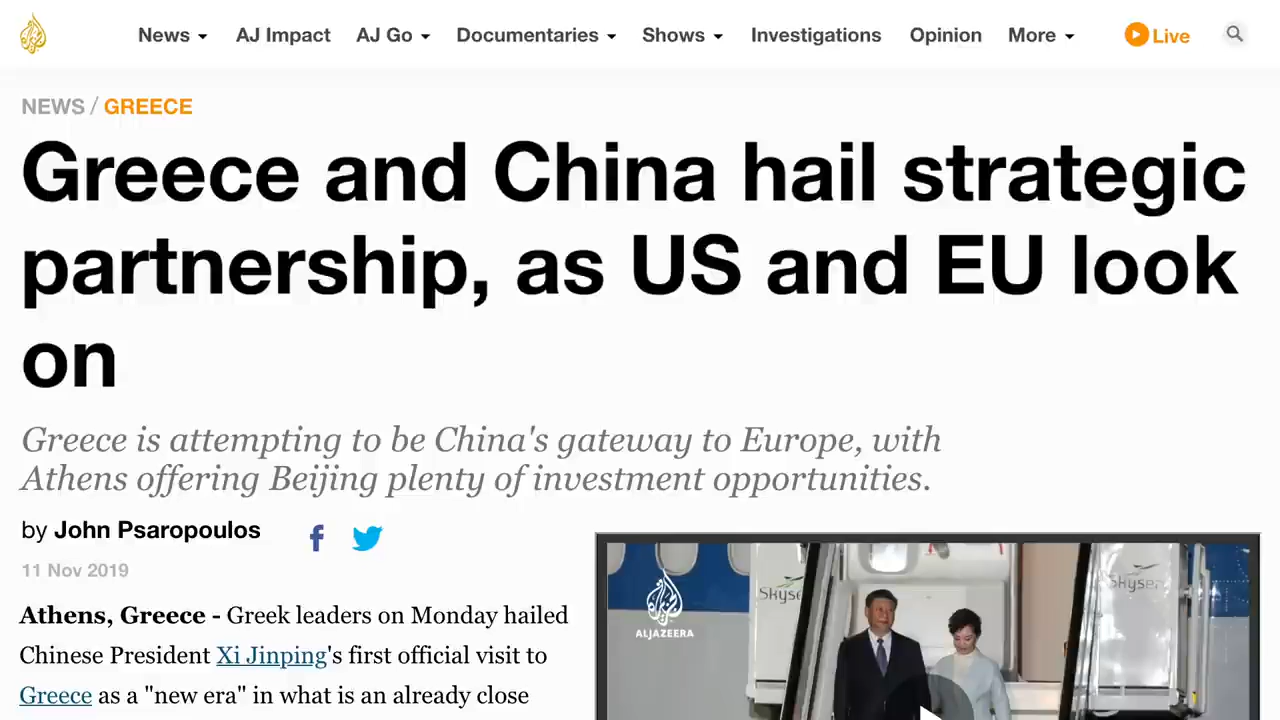 News AJ Impact AJ Go Documentaries Shows Investigations Opinion More Live
NEWS / GREECE
Greece and China hail strategic
partnership, as US and EU look
on
Greece is attempting to be China's gateway to Europe, with
Athens offering Beijing plenty of investment opportunities.
by John Psaropoulos
11 Nov 2019
Athens, Greece - Greek leaders on Monday hailed
Chinese President Xi Jinping's first official visit to
Greece as a "new era" in what is an already close
ALJAZEERA